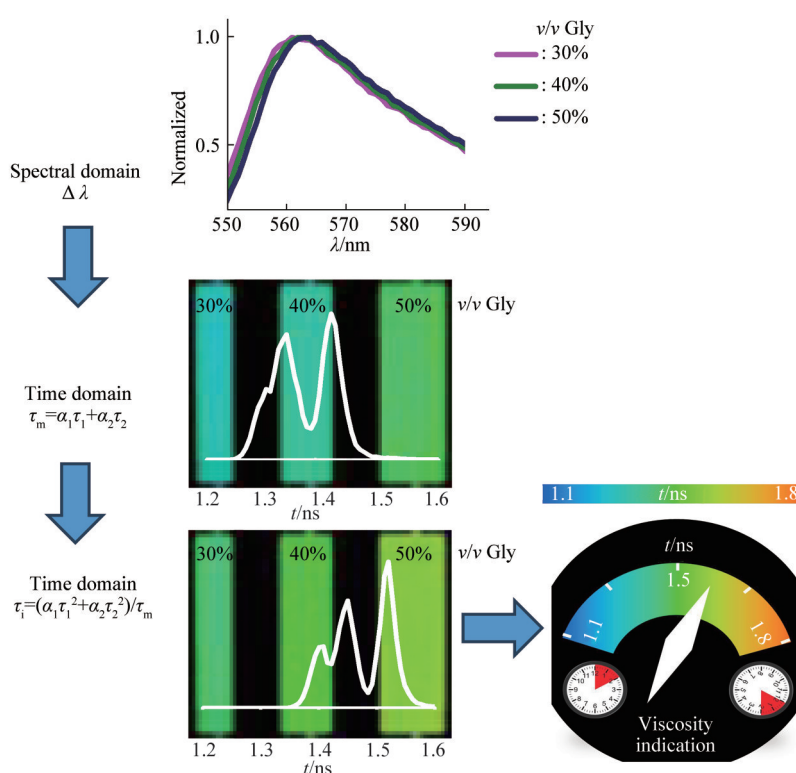 v/v Gly
: 30%
: 40%
: 50%
1.0
0.5
Normalized
550 560 570 580 590
λ/nm
Spectral domain
Δ λ
30% 40% 50% v/v Gly
1.2 1.3 1.4 1.5 1.6
t/ns
Time domain
τm=α1τ1+α2τ2
30% 40% 50% v/v Gly
1.2 1.3 1.4 1.5 1.6
t/ns
Time domain
τi=(α1τ1²+α2τ2²)/τm
1.1 t/ns 1.8
t/ns
1.1 1.5 1.8
Viscosity
indication